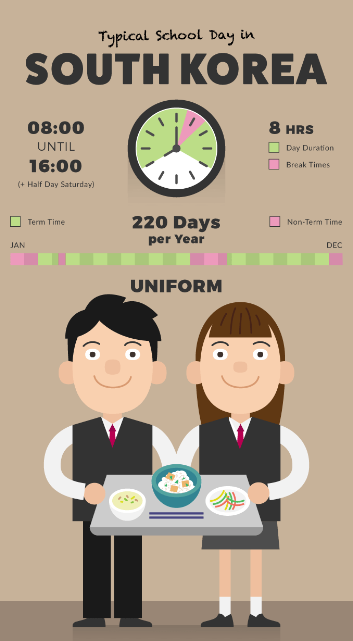 Typical School Day in
SOUTH KOREA
08:00
UNTIL
16:00
(+ Half Day Saturday)
8 HRS
Day Duration
Break Times
Term Time
220 Days
per Year
Non-Term Time
JAN
DEC
UNIFORM